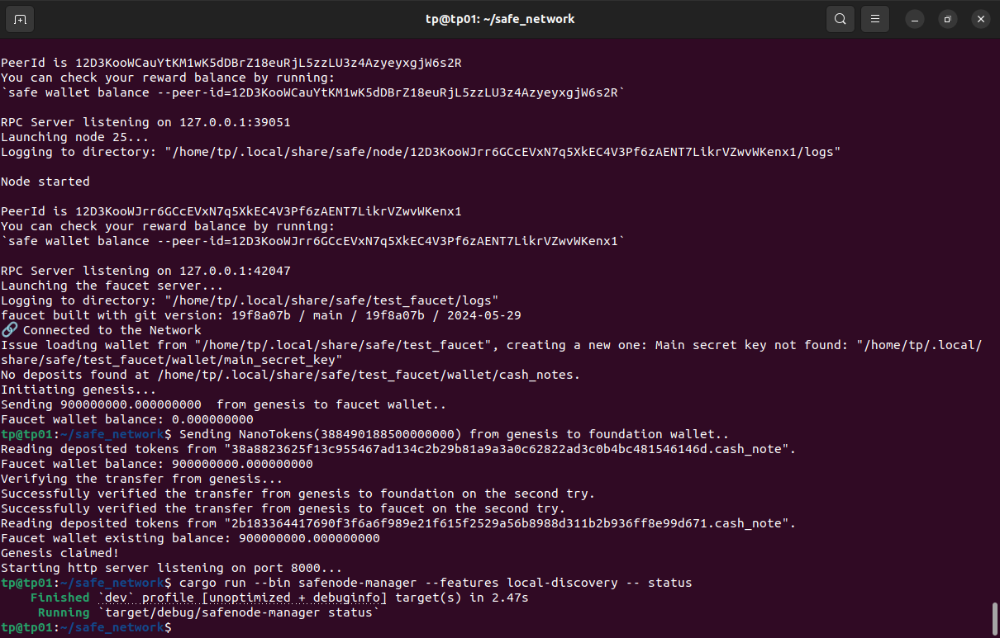 tp@tp01: ~/safe_network
PeerId is 12D3KooWCauYtKM1wK5dDBrZ18euRjL5zzLU3z4AzyeyxgjW6s2R
You can check your reward balance by running:
`safe wallet balance --peer-id=12D3KooWCauYtKM1wK5dDBrZ18euRjL5zzLU3z4AzyeyxgjW6s2R`
RPC Server listening on 127.0.0.1:39051
Launching node 25...
Logging to directory: "/home/tp/.local/share/safe/node/12D3KooWJrr6GCcEVxN7q5XkEC4V3Pf6zAENT7LikrVZwvWKenx1/logs"
Node started
PeerId is 12D3KooWJrr6GCcEVxN7q5XkEC4V3Pf6zAENT7LikrVZwvWKenx1
You can check your reward balance by running:
`safe wallet balance --peer-id=12D3KooWJrr6GCcEVxN7q5XkEC4V3Pf6zAENT7LikrVZwvWKenx1`
RPC Server listening on 127.0.0.1:42047
Launching the faucet server...
Logging to directory: "/home/tp/.local/share/safe/test_faucet/logs"
faucet built with git version: 19f8a07b / main / 19f8a07b / 2024-05-29
🔗 Connected to the Network
Issue loading wallet from "/home/tp/.local/share/safe/test_faucet", creating a new one: Main secret key not found: "/home/tp/.local/
share/safe/test_faucet/wallet/main_secret_key"
No deposits found at /home/tp/.local/share/safe/test_faucet/wallet/cash_notes.
Initiating genesis...
Sending 900000000.000000000  from genesis to faucet wallet..
Faucet wallet balance: 0.000000000
tp@tp01:~/safe_network$ Sending NanoTokens(388490188500000000) from genesis to foundation wallet..
Reading deposited tokens from "38a8823625f13c955467ad134c2b29b81a9a3a0c62822ad3c0b4bc481546146d.cash_note".
Faucet wallet balance: 900000000.000000000
Verifying the transfer from genesis...
Successfully verified the transfer from genesis to foundation on the second try.
Successfully verified the transfer from genesis to faucet on the second try.
Reading deposited tokens from "2b183364417690f3f6a6f989e21f615f2529a56b8988d311b2b936ff8e99d671.cash_note".
Faucet wallet existing balance: 900000000.000000000
Genesis claimed!
Starting http server listening on port 8000...
tp@tp01:~/safe_network$ cargo run --bin safenode-manager --features local-discovery -- status
Finished `dev` profile [unoptimized + debuginfo] target(s) in 2.47s
Running `target/debug/safenode-manager status`
tp@tp01:~/safe_network$